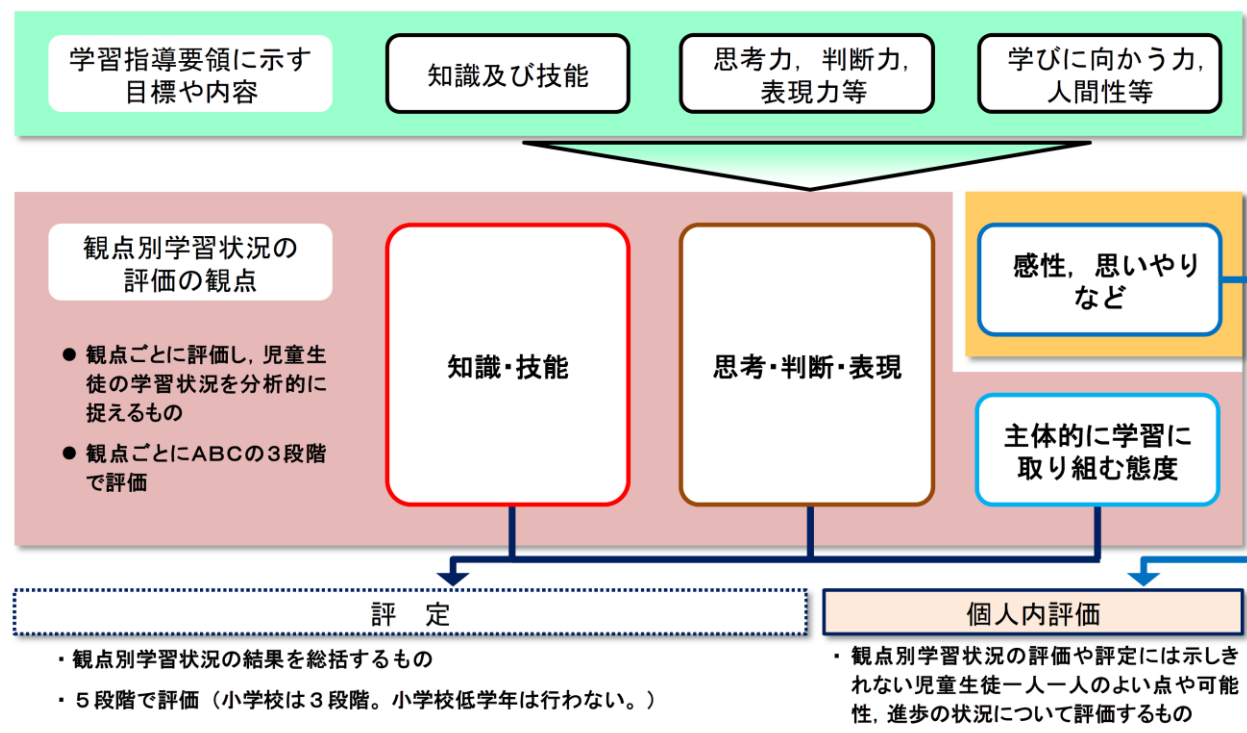 学習指導要領に示す
目標や内容
知識及び技能
思考力，判断力，
表現力等
学びに向かう力，
人間性等
観点別学習状況の
評価の観点
● 観点ごとに評価し，児童生
徒の学習状況を分析的に
捉えるもの
● 観点ごとにＡＢＣの３段階
で評価
知識・技能
思考・判断・表現
感性，思いやり
など
主体的に学習に
取り組む態度
評　定
・ 観点別学習状況の結果を総括するもの
・ ５段階で評価（小学校は３段階。小学校低学年は行わない。）
個人内評価
・ 観点別学習状況の評価や評定には示しき
れない児童生徒一人一人のよい点や可能
性，進歩の状況について評価するもの